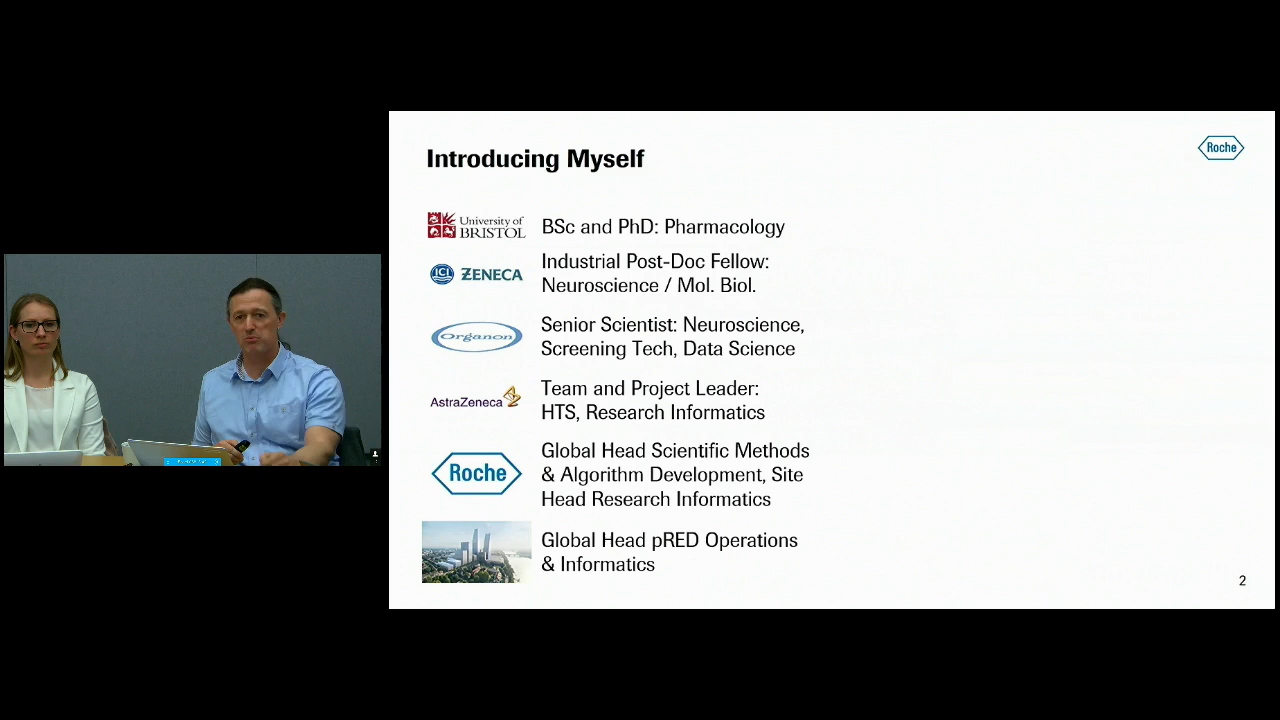 Introducing Myself
Roche
University of
BRISTOL
BSc and PhD: Pharmacology
ICI ZENECA
Industrial Post-Doc Fellow:
Neuroscience / Mol. Biol.
Organon
Senior Scientist: Neuroscience,
Screening Tech, Data Science
AstraZeneca
Team and Project Leader:
HTS, Research Informatics
Roche
Global Head Scientific Methods
& Algorithm Development, Site
Head Research Informatics
Global Head pRED Operations
& Informatics
2